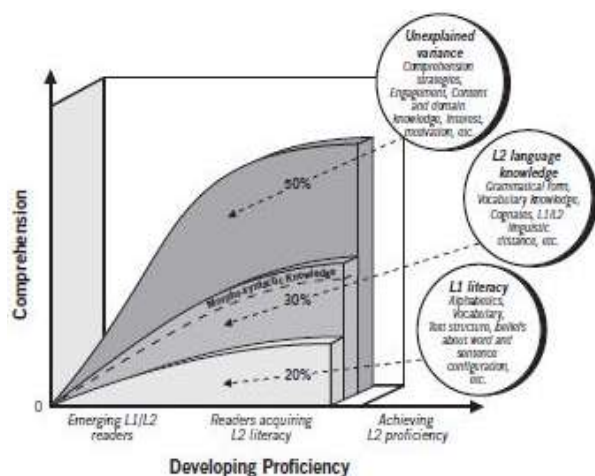 Unexplained
variance
Comprehension
strategies,
Engagement, Content
and domain
knowledge, Interest,
motivation, etc.
L2 language
knowledge
Grammatical form,
Vocabulary knowledge,
Cognates, L1/L2
linguistic
distance, etc.
L1 literacy
Alphabetics,
Vocabulary,
Text structure, beliefs
about word and
sentence
configuration,
etc.
Comprehension
50%
Morpho-syntactic Knowledge
30%
20%
0
Emerging L1/L2
readers
Readers acquiring
L2 literacy
Achieving
L2 proficiency
Developing Proficiency